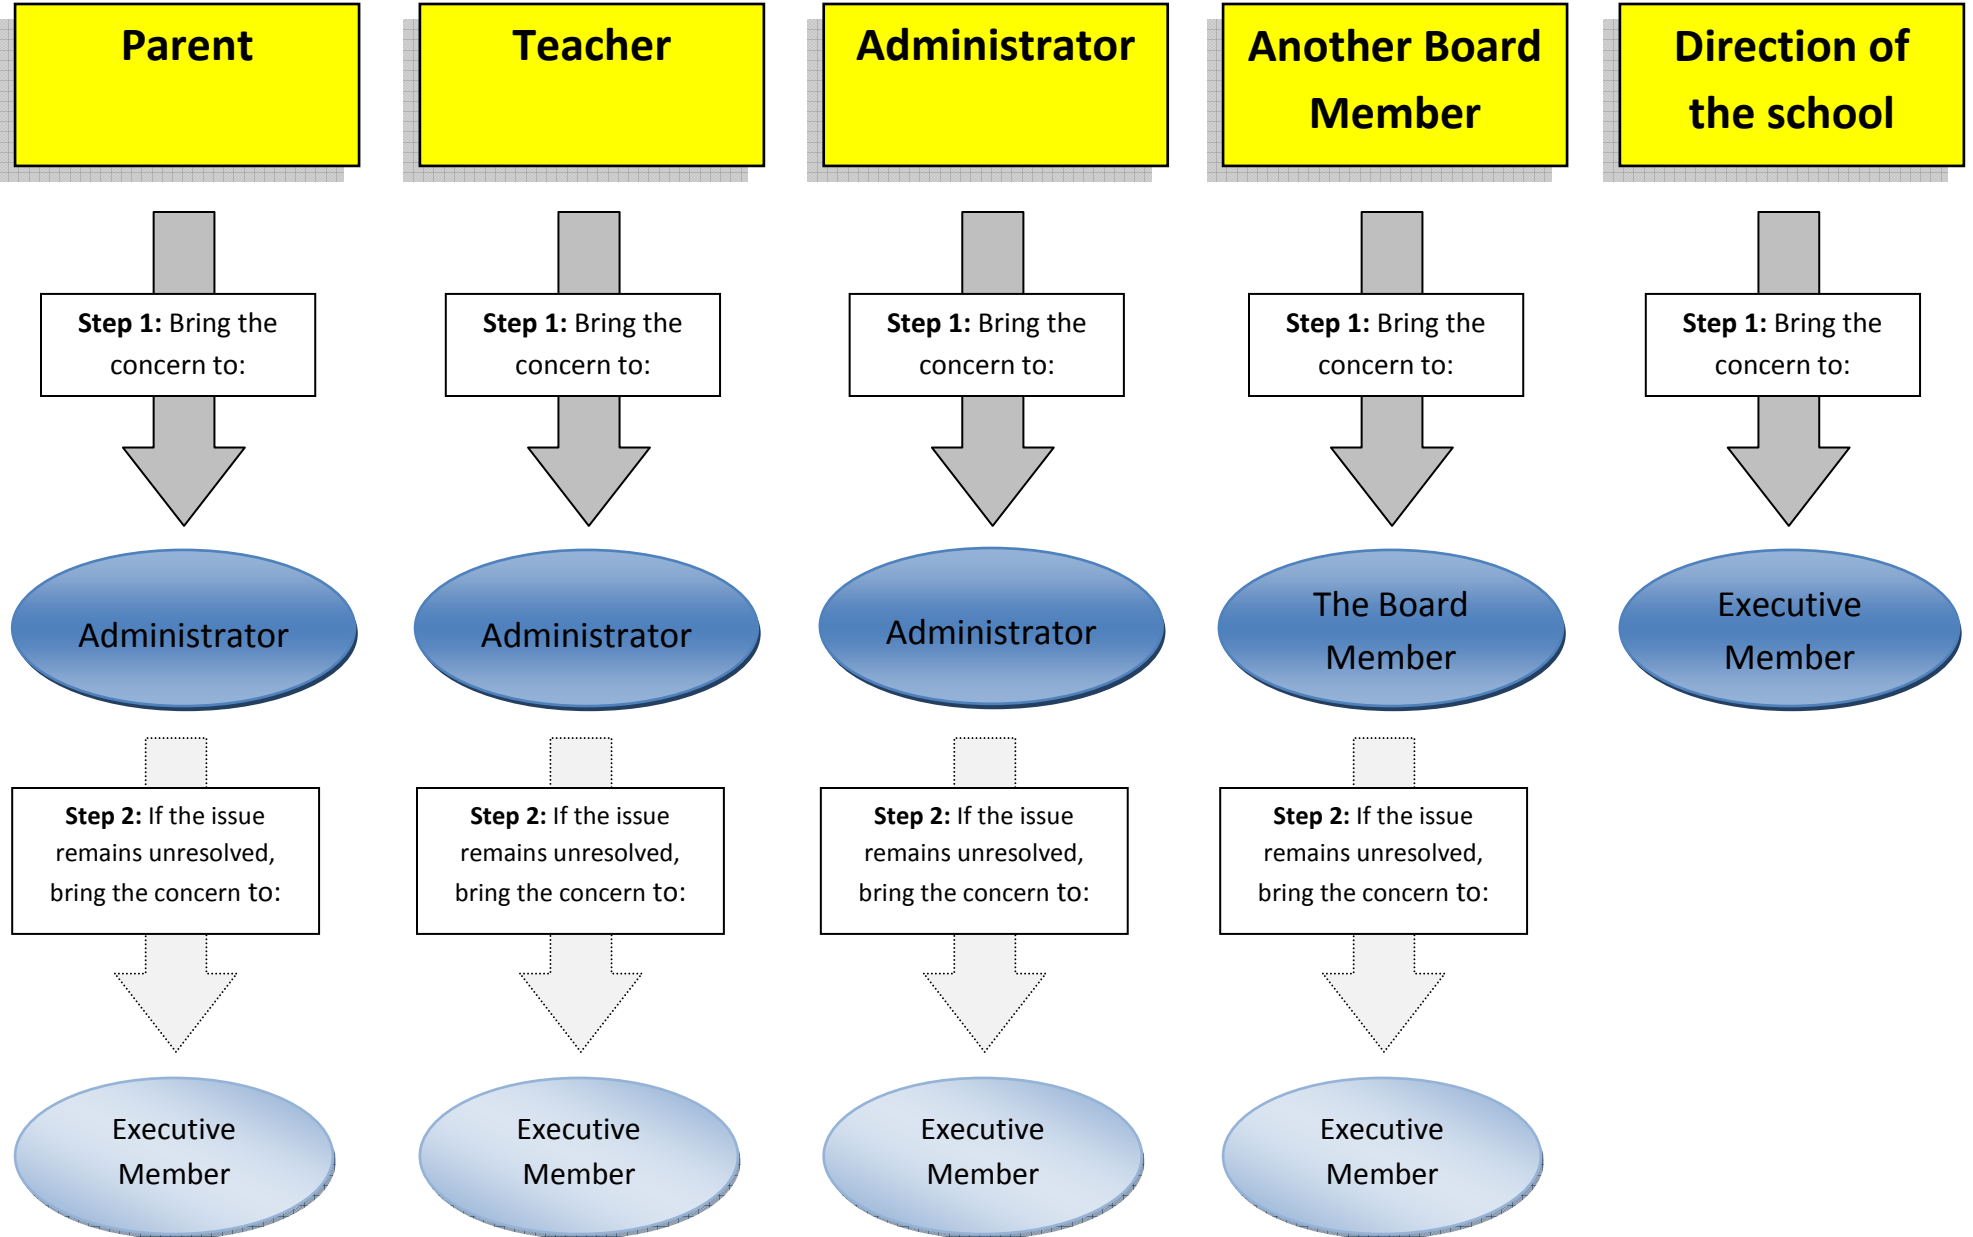 Parent
Teacher
Administrator
Another Board
Member
Direction of
the school
Step 1: Bring the
concern to:
Step 1: Bring the
concern to:
Step 1: Bring the
concern to:
Step 1: Bring the
concern to:
Step 1: Bring the
concern to:
Administrator
Administrator
Administrator
The Board
Member
Executive
Member
Step 2: If the issue
remains unresolved,
bring the concern to:
Step 2: If the issue
remains unresolved,
bring the concern to:
Step 2: If the issue
remains unresolved,
bring the concern to:
Step 2: If the issue
remains unresolved,
bring the concern to:
Executive
Member
Executive
Member
Executive
Member
Executive
Member